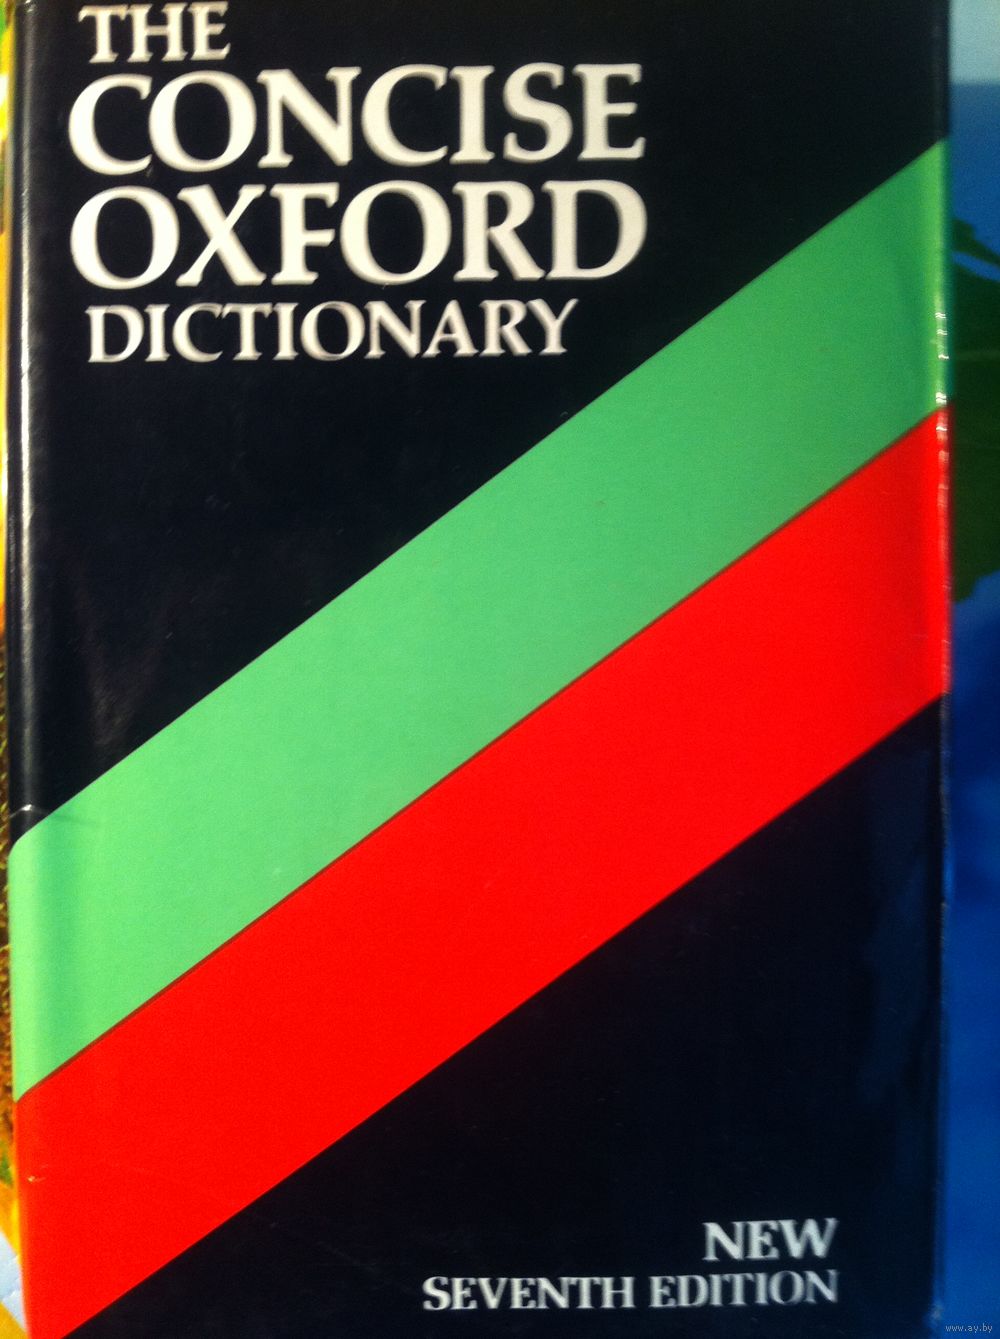 THE
CONCISE
OXFORD
DICTIONARY
NEW
SEVENTH EDITION
www.ay.by